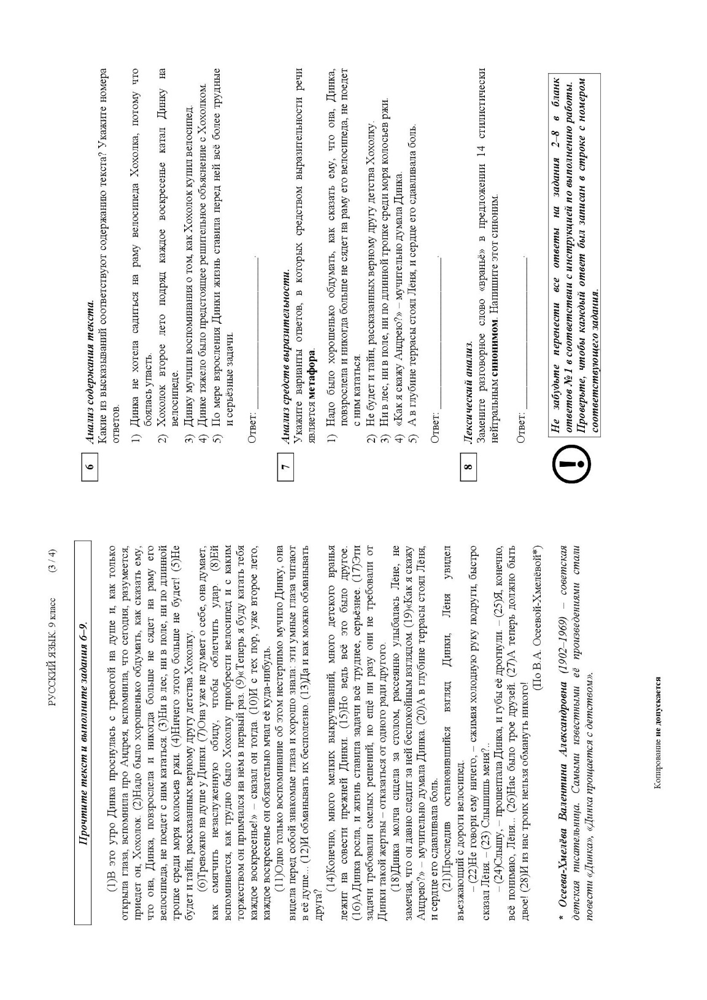 РУССКИЙ ЯЗЫК. 9 класс (3 / 4)
Прочтите текст и выполните задания 6–9.
(1)В это утро Динка проснулась с тревогой на душе и, как только
открыла глаза, вспомнила про Андрея, вспомнила, что сегодня, разумеется,
приедет он, Хохолок. (2)Надо было хорошенько обдумать, как сказать ему,
что она, Динка, повзрослела и никогда больше не сядет на раму его
велосипеда, не поедет с ним кататься. (3)Ни в лес, ни в поле, ни по длинной
тропке среди моря колосьев ржи. (4)Ничего этого больше не будет! (5)Не
будет и тайн, рассказанных верному другу детства Хохолку.
(6)Тревожно на душе у Динки. (7)Она уже не думает о себе, она думает,
как смягчить незаслуженную обиду, чтобы облегчить удар. (8)Ей
вспоминается, как трудно было Хохолку приобрести велосипед и с каким
торжеством он примчался на нём в первый раз. (9)«Теперь я буду катать тебя
каждое воскресенье!» – сказал он тогда. (10)И с тех пор, уже второе лето,
каждое воскресенье он обязательно мчал её куда-нибудь.
(11)Одно только воспоминание об этом нестерпимо мучило Динку, она
видела перед собой знакомые глаза и хорошо знала: эти умные глаза читают
в её душе... (12)И обманывать их бесполезно. (13)Да и как можно обманывать
друга?
(14)Конечно, много мелких выкручиваний, много детского вранья
лежит на совести прежней Динки. (15)Но ведь всё это было другое.
(16)А Динка росла, и жизнь ставила задачи всё труднее, серьёзнее. (17)Эти
задачи требовали смелых решений, но ещё ни разу они не требовали от
Динки такой жертвы – отказаться от одного ради другого.
(18)Динка молча сидела за столом, рассеянно улыбалась Лёне, не
замечая, что он давно следит за ней беспокойным взглядом. (19)«Как я скажу
Андрею?» – мучительно думала Динка. (20)А в глубине террасы стоял Лёня,
и сердце его сдавливала боль.
(21)Проследив остановившийся взгляд Динки, Лёня увидел
въезжающий с дороги велосипед.
– (22)Не говори ему ничего, – сжимая холодную руку подруги, быстро
сказал Лёня. – (23) Слышишь меня?..
– (24)Слышу, – прошептала Динка, и губы её дрогнули. – (25)Я, конечно,
всё понимаю, Лёня... (26)Нас было трое друзей. (27)А теперь должно быть
двое! (28)И из нас троих нельзя обмануть никого!
(По В.А. Осеевой-Хмелёвой*)
* Осеева-Хмелёва Валентина Александровна (1902–1969) – советская
детская писательница. Самыми известными её произведениями стали
повести «Динка», «Динка прощается с детством».
6
Анализ содержания текста.
Какие из высказываний соответствуют содержанию текста? Укажите номера
ответов.
1) Динка не хотела садиться на раму велосипеда Хохолка, потому что
боялась упасть.
2) Хохолок второе лето подряд каждое воскресенье катал Динку на
велосипеде.
3) Динку мучили воспоминания о том, как Хохолок купил велосипед.
4) Динке тяжело было предстоящее решительное объяснение с Хохолком.
5) По мере взросления Динки жизнь ставила перед ней всё более трудные
и серьёзные задачи.
Ответ: ___________________________.
7
Анализ средств выразительности.
Укажите варианты ответов, в которых средством выразительности речи
является метафора.
1) Надо было хорошенько обдумать, как сказать ему, что она, Динка,
повзрослела и никогда больше не сядет на раму его велосипеда, не поедет
с ним кататься.
2) Не будет и тайн, рассказанных верному другу детства Хохолку.
3) Ни в лес, ни в поле, ни по длинной тропке среди моря колосьев ржи.
4) «Как я скажу Андрею?» – мучительно думала Динка.
5) А в глубине террасы стоял Лёня, и сердце его сдавливала боль.
Ответ: ___________________________.
8
Лексический анализ.
Замените разговорное слово «враньё» в предложении 14 стилистически
нейтральным синонимом. Напишите этот синоним.
Ответ: ___________________________.
Не забудьте перенести все ответы на задания 2–8 в бланк
ответов № 1 в соответствии с инструкцией по выполнению работы.
Проверьте, чтобы каждый ответ был записан в строке с номером
соответствующего задания.
Копирование не допускается